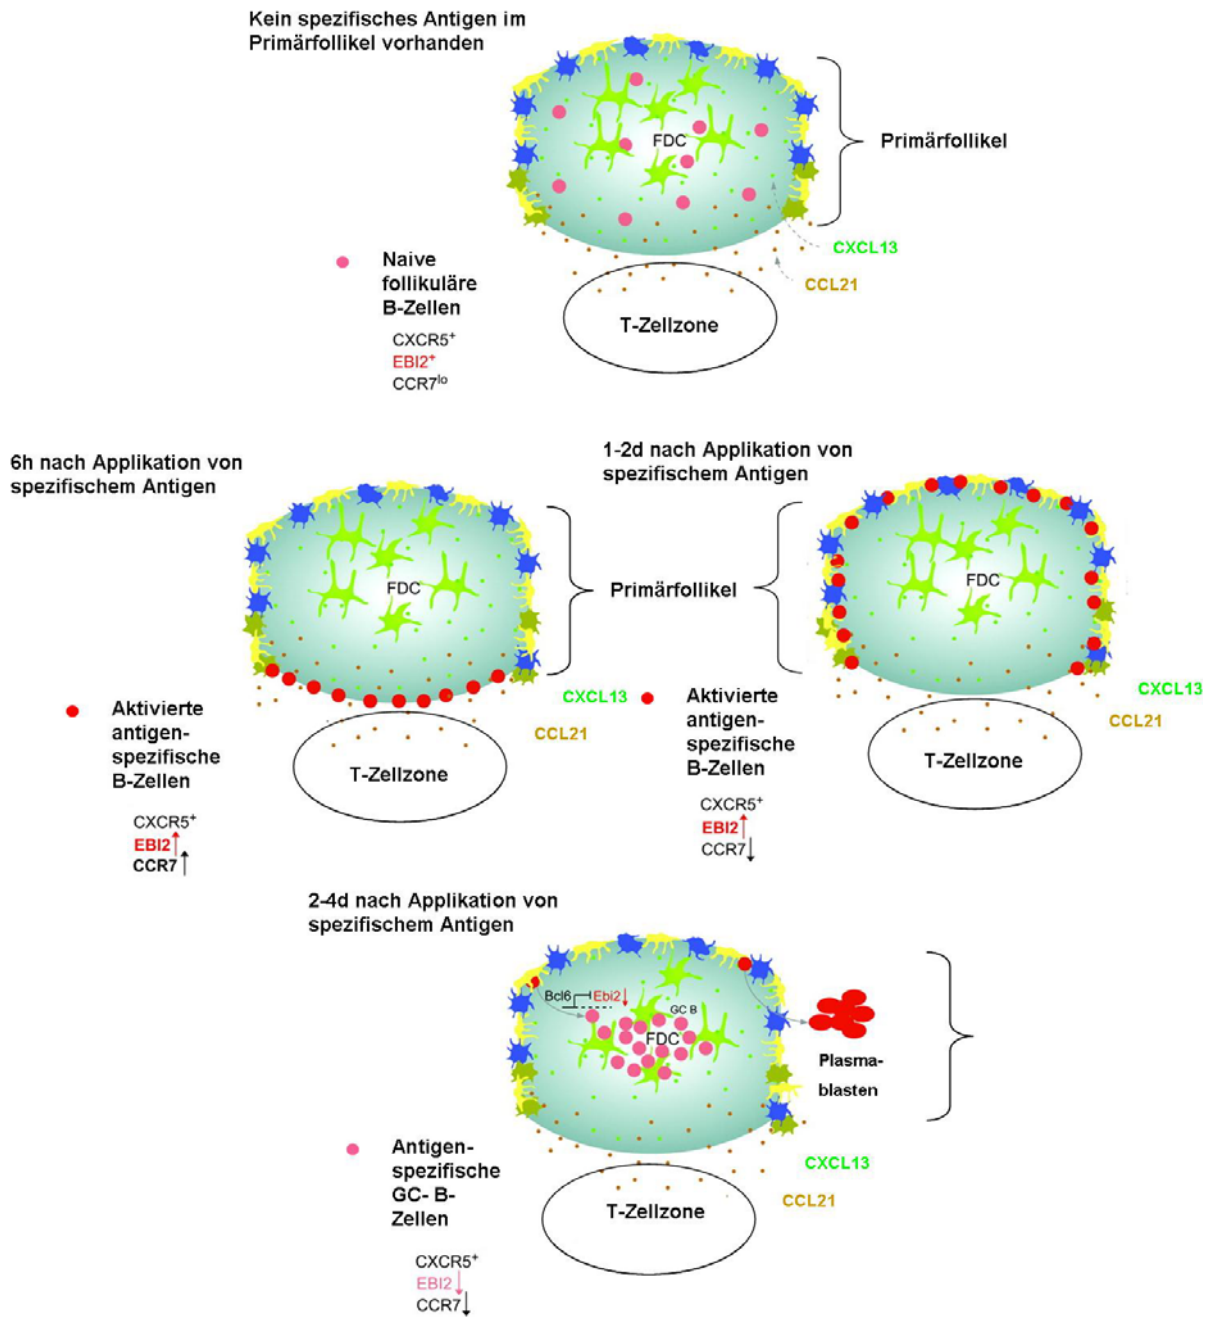 Kein spezifisches Antigen im
Primärfollikel vorhanden
FDC
Primärfollikel
CXCL13
CCL21
Naive
follikuläre
B-Zellen
CXCR5⁺
EBI2⁺
CCR7ˡᵒ
T-Zellzone
6h nach Applikation von
spezifischem Antigen
FDC
Primärfollikel
CXCL13
CCL21
Aktivierte
antigen-
spezifische
B-Zellen
CXCR5⁺
EBI2↑
CCR7↑
T-Zellzone
1-2d nach Applikation von
spezifischem Antigen
FDC
CXCL13
CCL21
Aktivierte
antigen-
spezifische
B-Zellen
CXCR5⁺
EBI2↑
CCR7↓
T-Zellzone
2-4d nach Applikation von
spezifischem Antigen
Bcl6 Ebi2↓
GC B
FDC
Plasma-
blasten
CXCL13
CCL21
Antigen-
spezifische
GC- B-
Zellen
CXCR5⁺
EBI2↓
CCR7↓
T-Zellzone